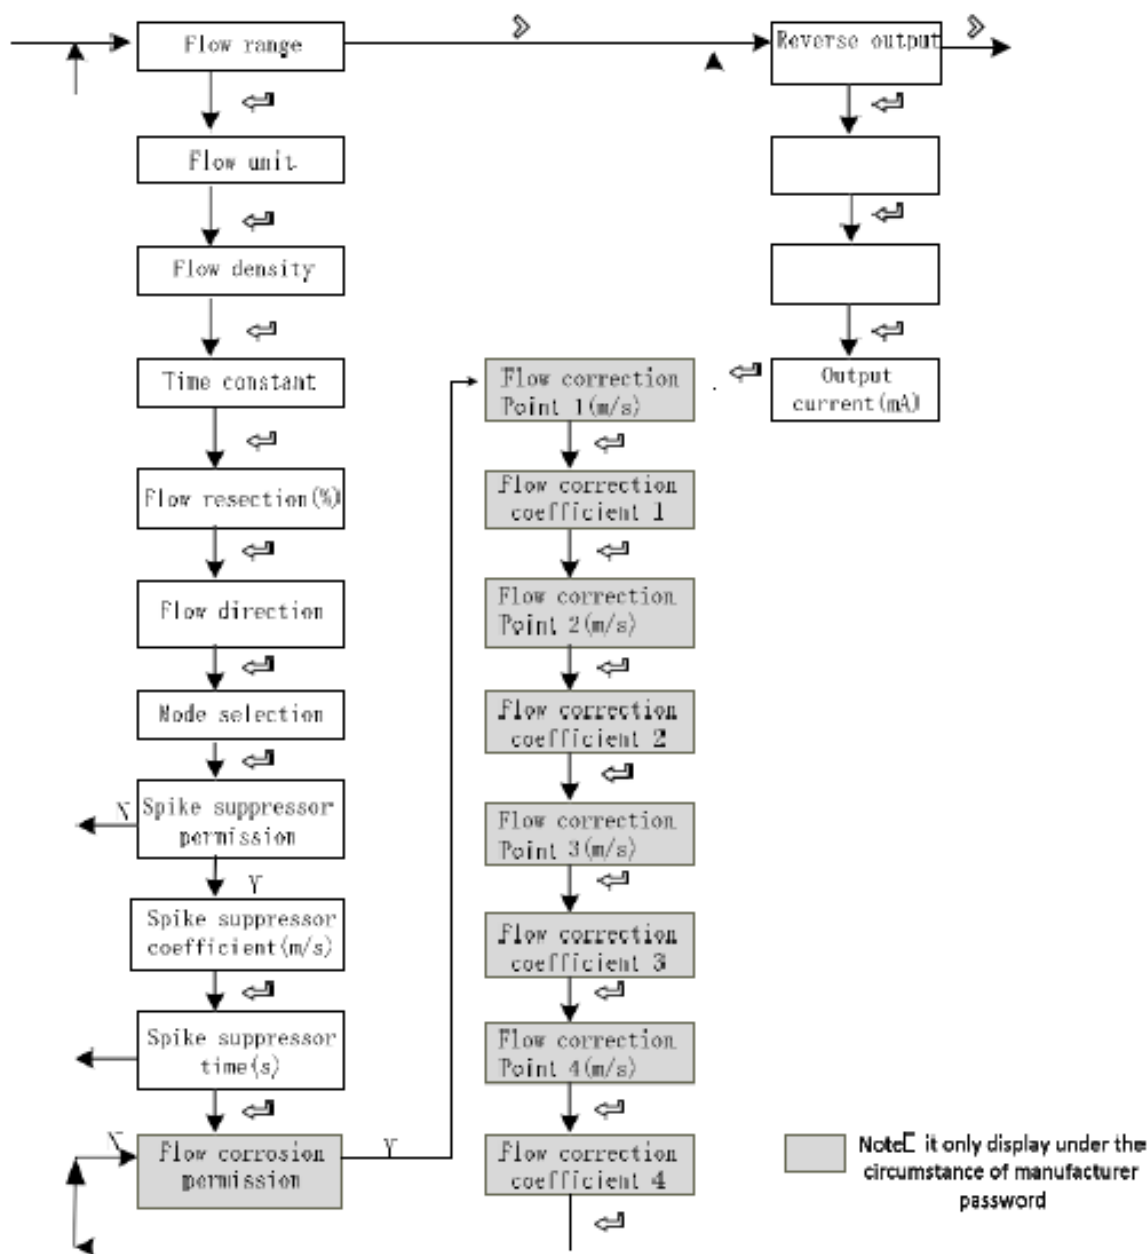 Flow range
Reverse output
Flow unit
Flow density
Time constant
Flow resection(%)
Flow direction
Mode selection
N
Spike suppressor
permission
Y
Spike suppressor
coefficient(m/s)
Spike suppressor
time(s)
N
Flow corrosion
permission
Y
Flow correction
Point 1(m/s)
Flow correction
coefficient 1
Flow correction
Point 2(m/s)
Flow correction
coefficient 2
Flow correction
Point 3(m/s)
Flow correction
coefficient 3
Flow correction
Point 4(m/s)
Flow correction
coefficient 4
Output
current(mA)
Note it only display under the
circumstance of manufacturer
password